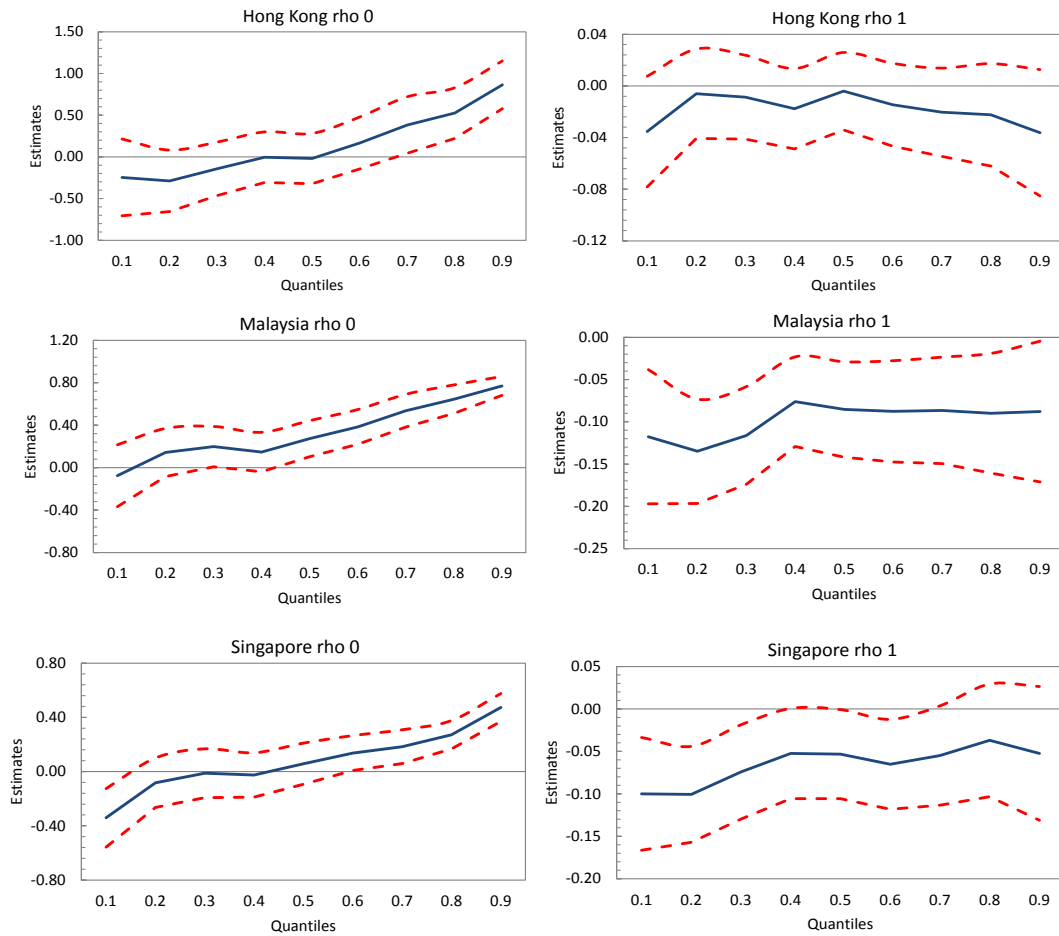 Hong Kong rho 0
1.50
1.00
0.50
0.00
-0.50
-1.00
Estimates
0.1 0.2 0.3 0.4 0.5 0.6 0.7 0.8 0.9
Quantiles
Hong Kong rho 1
0.04
0.00
-0.04
-0.08
-0.12
Estimates
0.1 0.2 0.3 0.4 0.5 0.6 0.7 0.8 0.9
Quantiles
Malaysia rho 0
1.20
0.80
0.40
0.00
-0.40
-0.80
Estimates
0.1 0.2 0.3 0.4 0.5 0.6 0.7 0.8 0.9
Quantiles
Malaysia rho 1
0.00
-0.05
-0.10
-0.15
-0.20
-0.25
Estimates
0.1 0.2 0.3 0.4 0.5 0.6 0.7 0.8 0.9
Quantiles
Singapore rho 0
0.80
0.40
0.00
-0.40
-0.80
Estimates
0.1 0.2 0.3 0.4 0.5 0.6 0.7 0.8 0.9
Quantiles
Singapore rho 1
0.05
0.00
-0.05
-0.10
-0.15
-0.20
Estimates
0.1 0.2 0.3 0.4 0.5 0.6 0.7 0.8 0.9
Quantiles